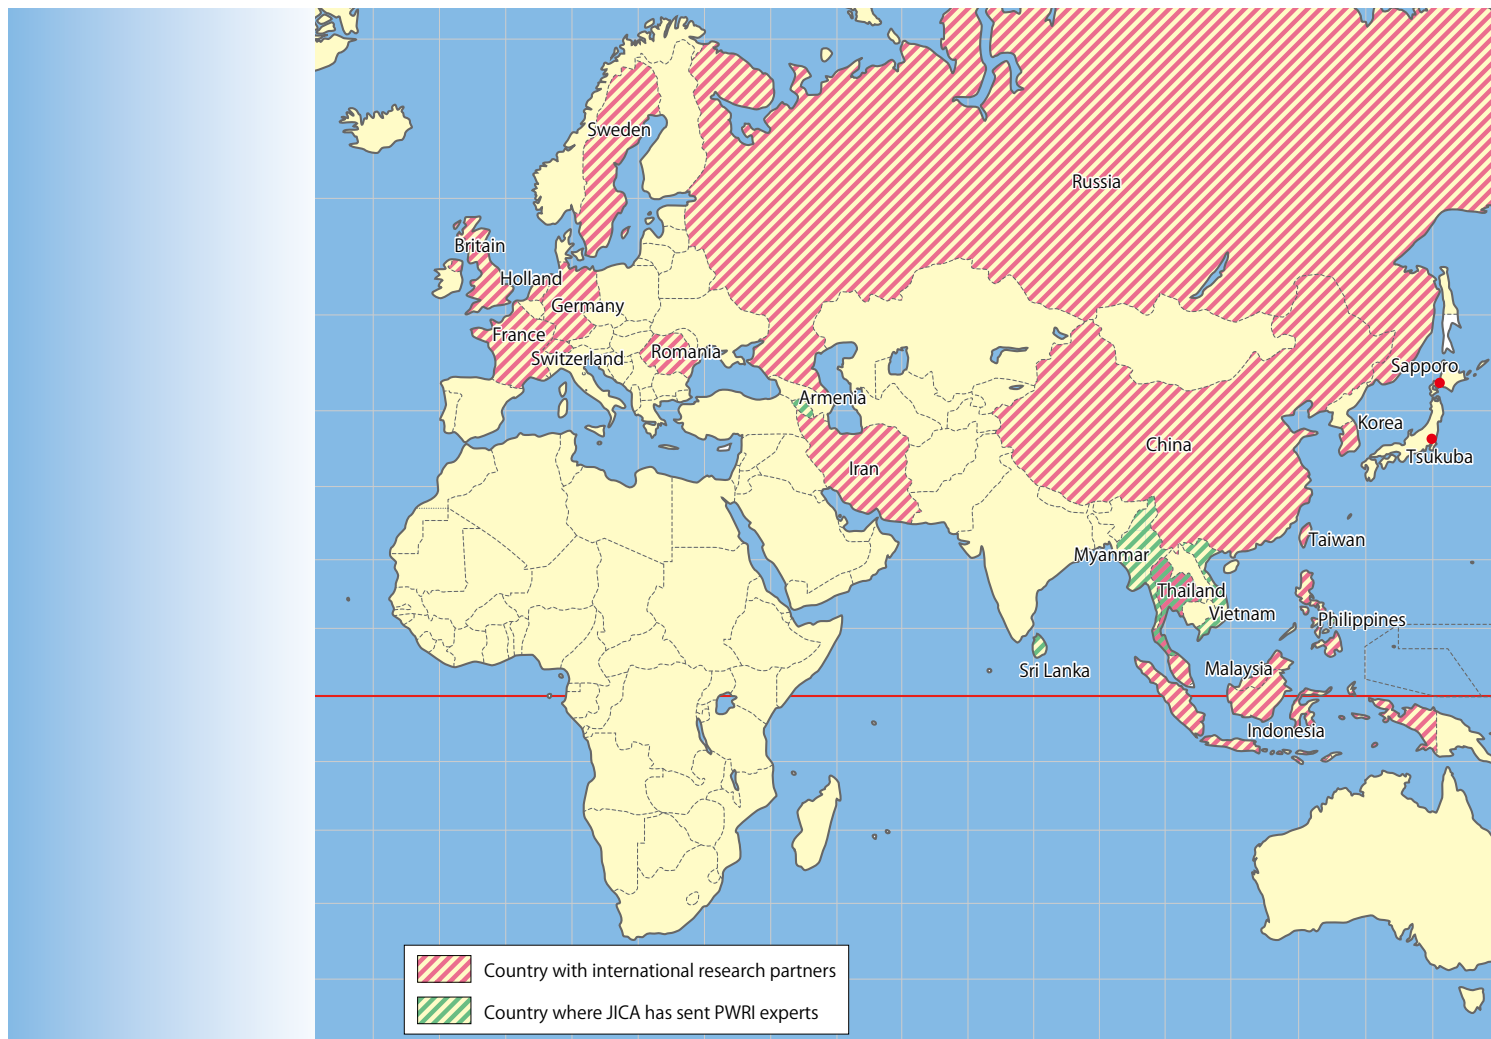 Sweden
Russia
Britain
Holland
Germany
France
Switzerland
Romania
Sapporo
Armenia
Korea
China
Tsukuba
Iran
Taiwan
Myanmar
Thailand
Vietnam
Philippines
Sri Lanka
Malaysia
Indonesia
Country with international research partners
Country where JICA has sent PWRI experts